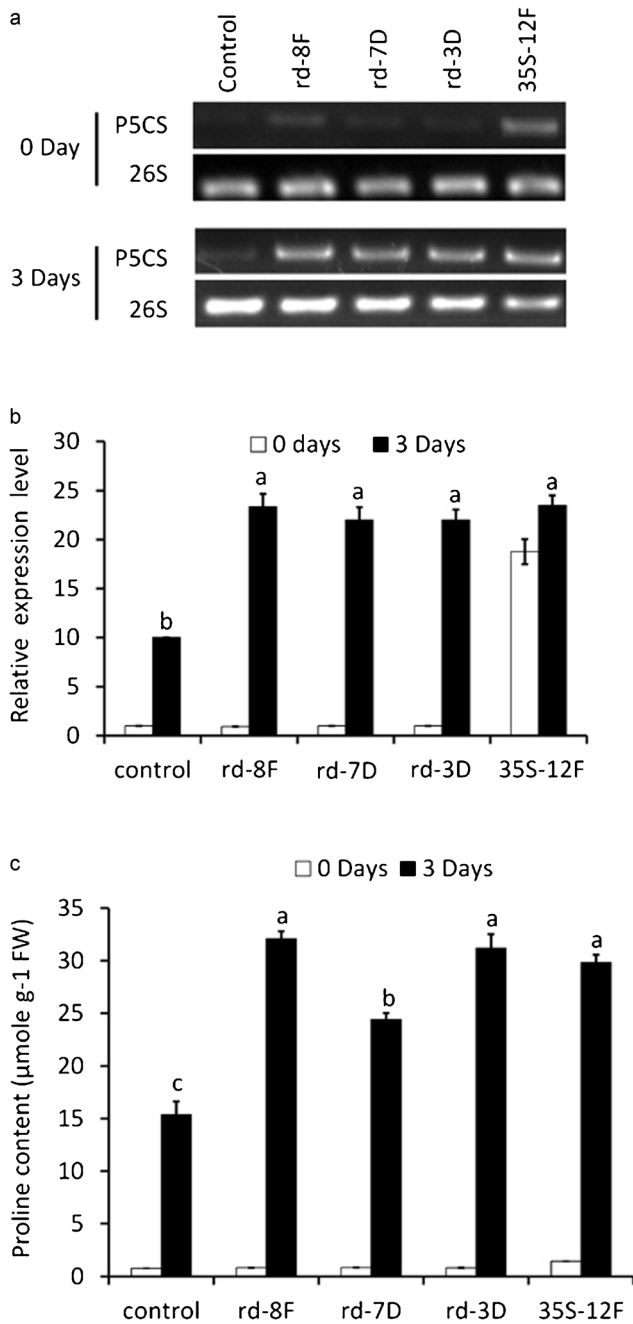 a
Control rd-8F rd-7D rd-3D 35S-12F
0 Day
P5CS
26S
3 Days
P5CS
26S
b
0 days 3 Days
Relative expression level
30
25
20
15
10
5
0
b a a a a
control rd-8F rd-7D rd-3D 35S-12F
c
0 Days 3 Days
Proline content (µmole g-1 FW)
35
30
25
20
15
10
5
0
c a b a a
control rd-8F rd-7D rd-3D 35S-12F